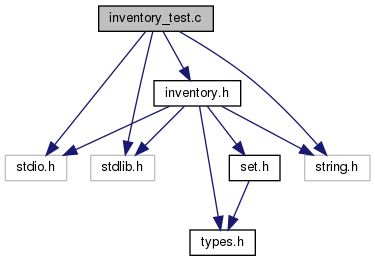 inventory_test.c
inventory.h
stdio.h
stdlib.h
set.h
string.h
types.h